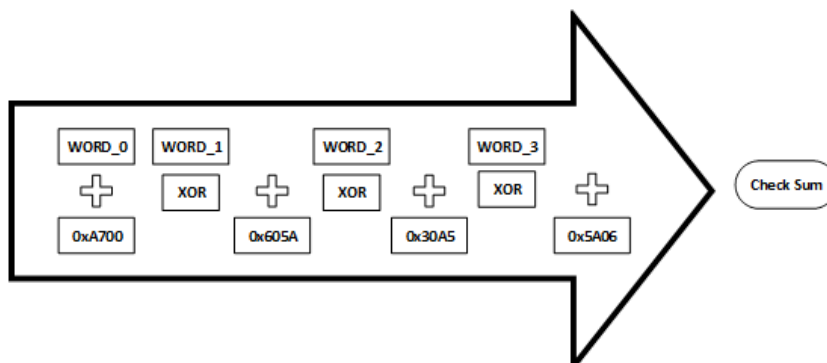 WORD_0 WORD_1 WORD_2 WORD_3
XOR XOR XOR
Check Sum
0xA700 0x605A 0x30A5 0x5A06